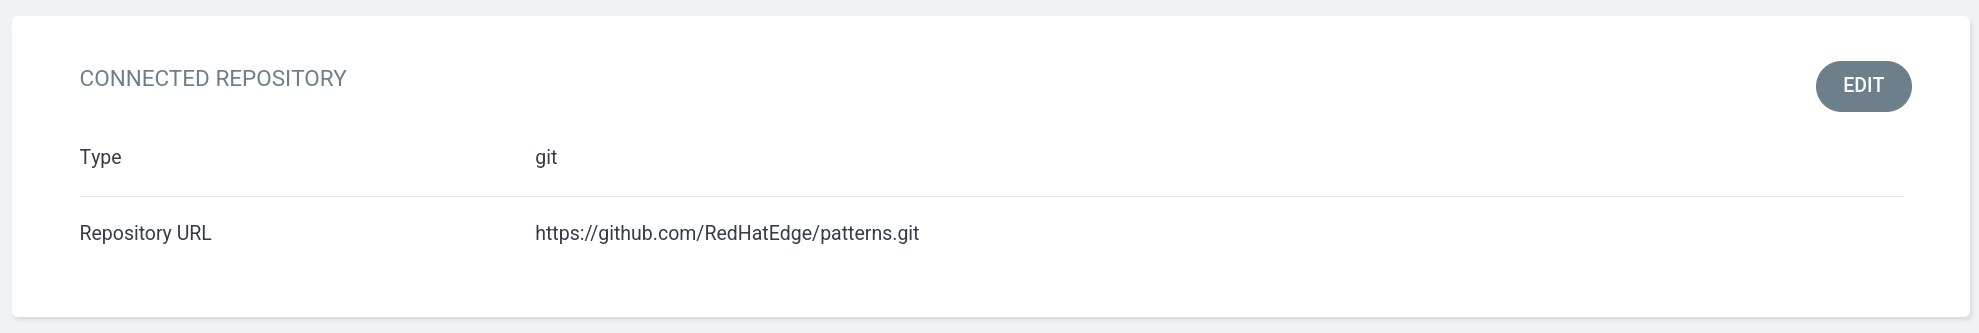 CONNECTED REPOSITORY
EDIT
Type git
Repository URL https://github.com/RedHatEdge/patterns.git